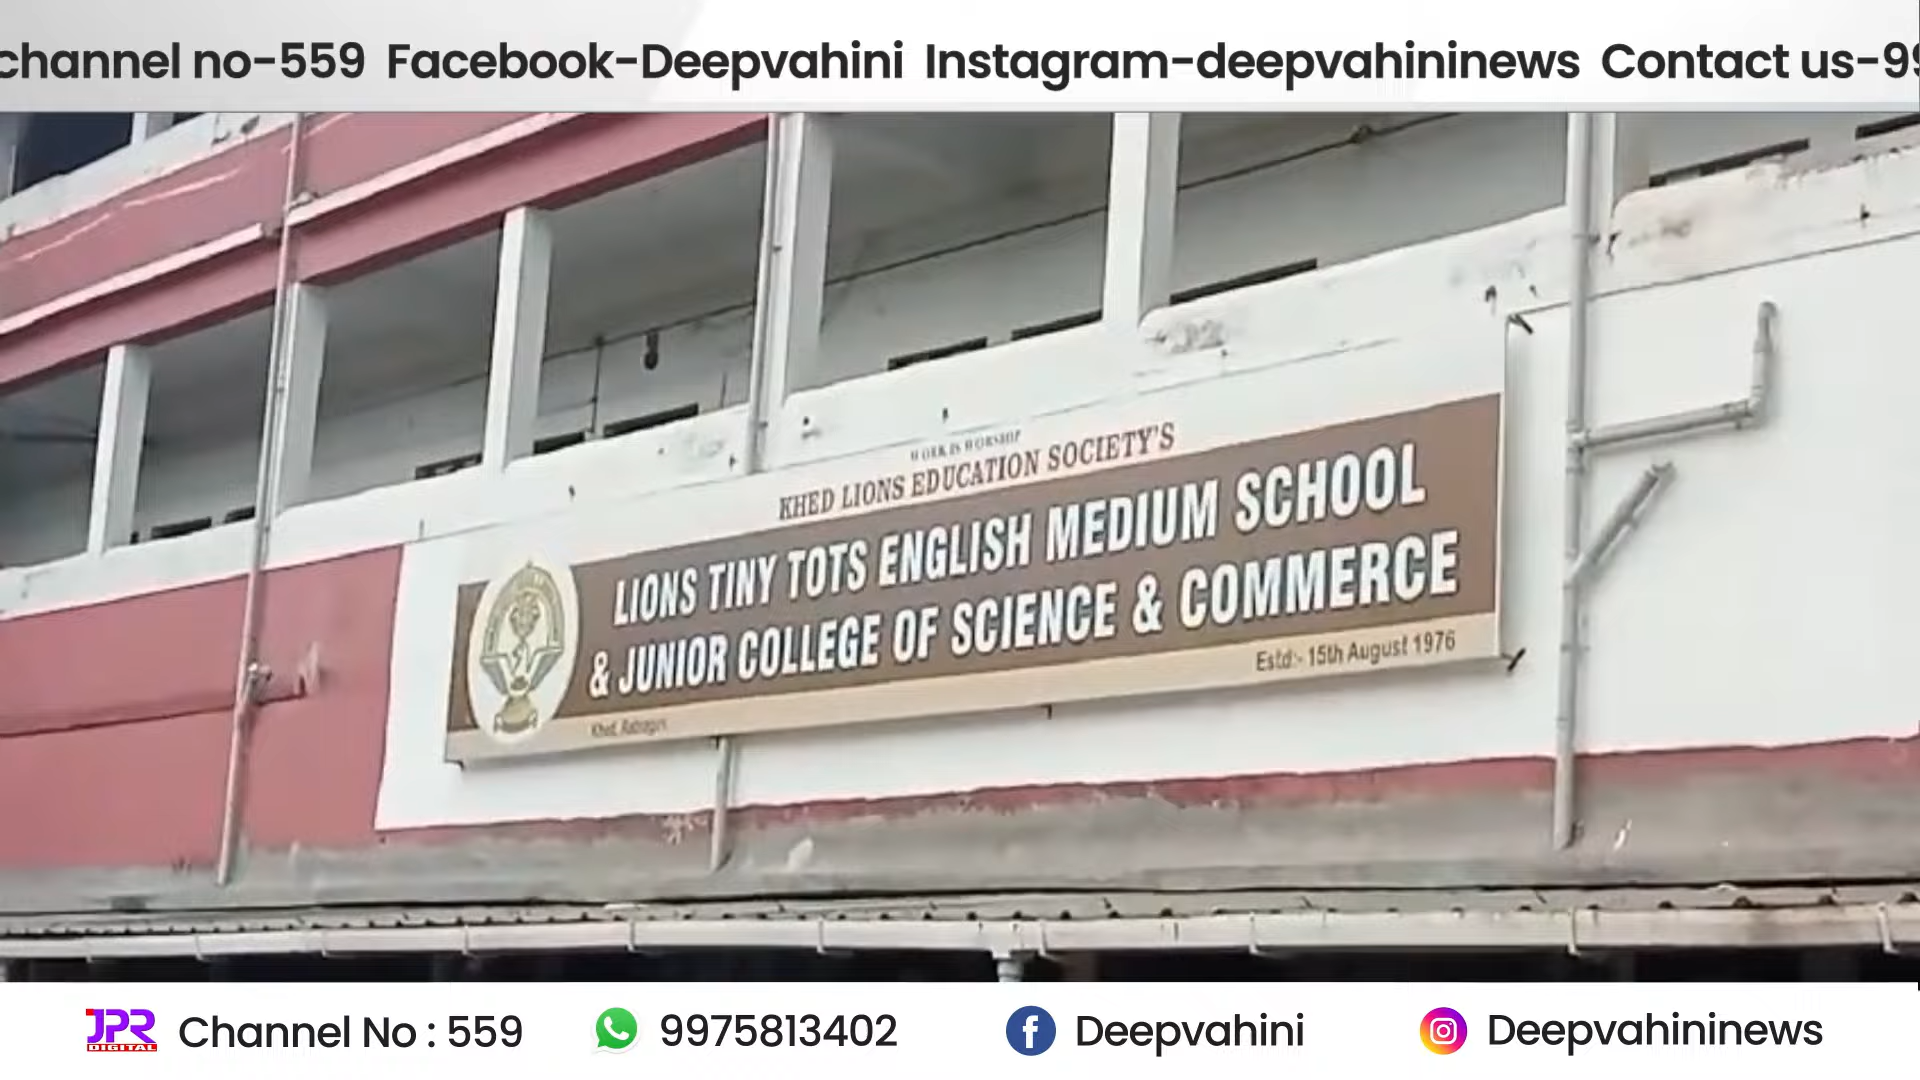 channel no-559 Facebook-Deepvahini Instagram-deepvahininews Contact us-99
WORK IS WORSHIP
KHED LIONS EDUCATION SOCIETY'S
LIONS TINY TOTS ENGLISH MEDIUM SCHOOL
& JUNIOR COLLEGE OF SCIENCE & COMMERCE
Estd:- 15th August 1976
Khed,
JPR DIGITAL Channel No : 559 9975813402 Deepvahini Deepvahininews